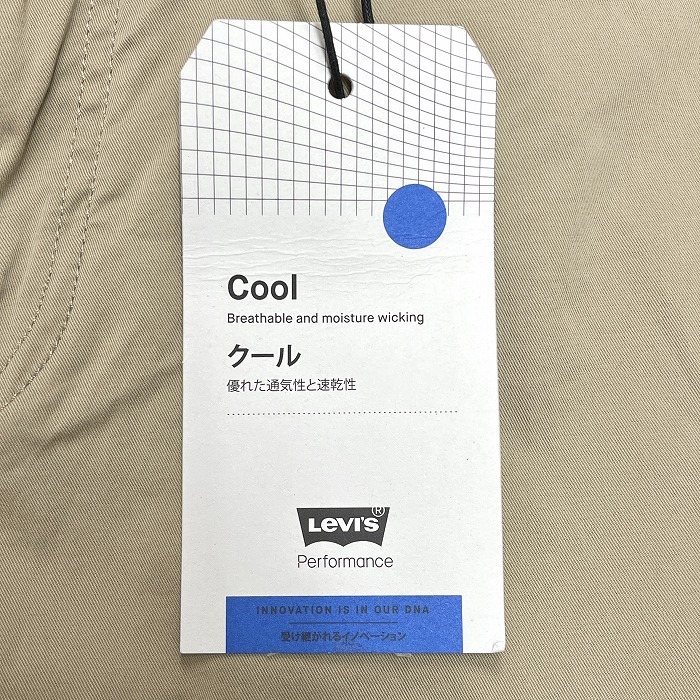 Cool
Breathable and moisture wicking
クール
優れた通気性と速乾性
LEVI'S®
Performance
INNOVATION IS IN OUR DNA
受け継がれるイノベーション